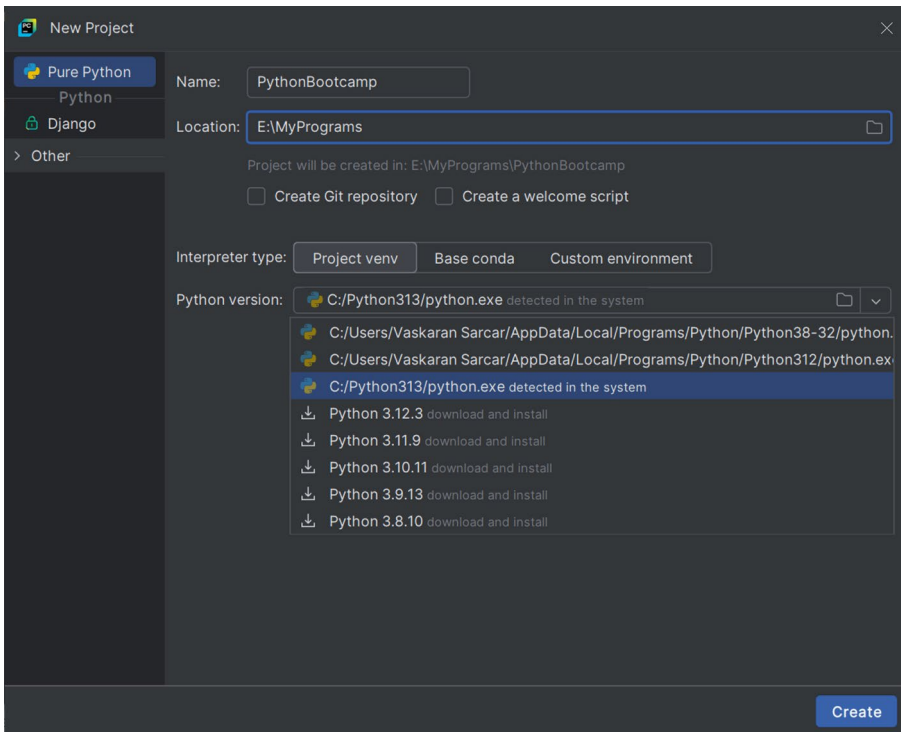 PC
New Project
Pure Python
Python
Django
Other
Name: PythonBootcamp
Location: E:\MyPrograms
Project will be created in: E:\MyPrograms\PythonBootcamp
Create Git repository Create a welcome script
Interpreter type: Project venv Base conda Custom environment
Python version: C:/Python313/python.exe detected in the system
C:/Users/Vaskaran Sarcar/AppData/Local/Programs/Python/Python38-32/python.
C:/Users/Vaskaran Sarcar/AppData/Local/Programs/Python/Python312/python.ex
C:/Python313/python.exe detected in the system
Python 3.12.3 download and install
Python 3.11.9 download and install
Python 3.10.11 download and install
Python 3.9.13 download and install
Python 3.8.10 download and install
Create